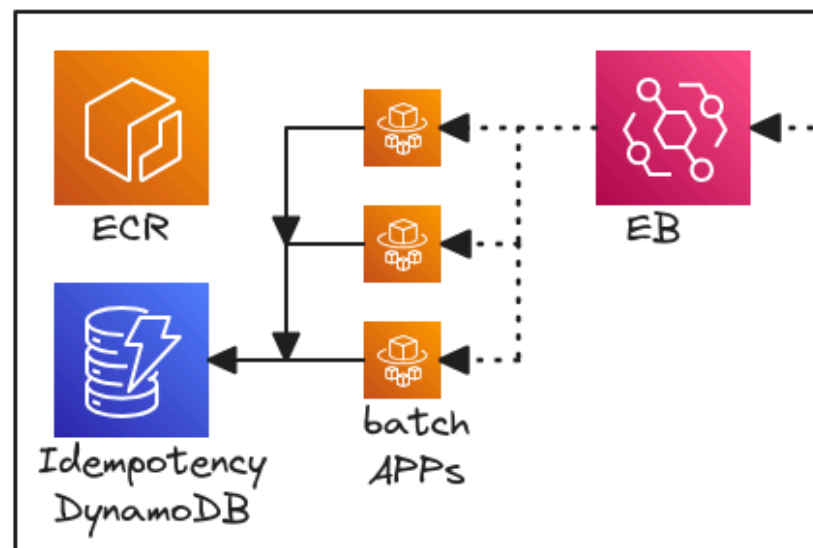 ECR
EB
batch
APPs
Idempotency
DynamoDB